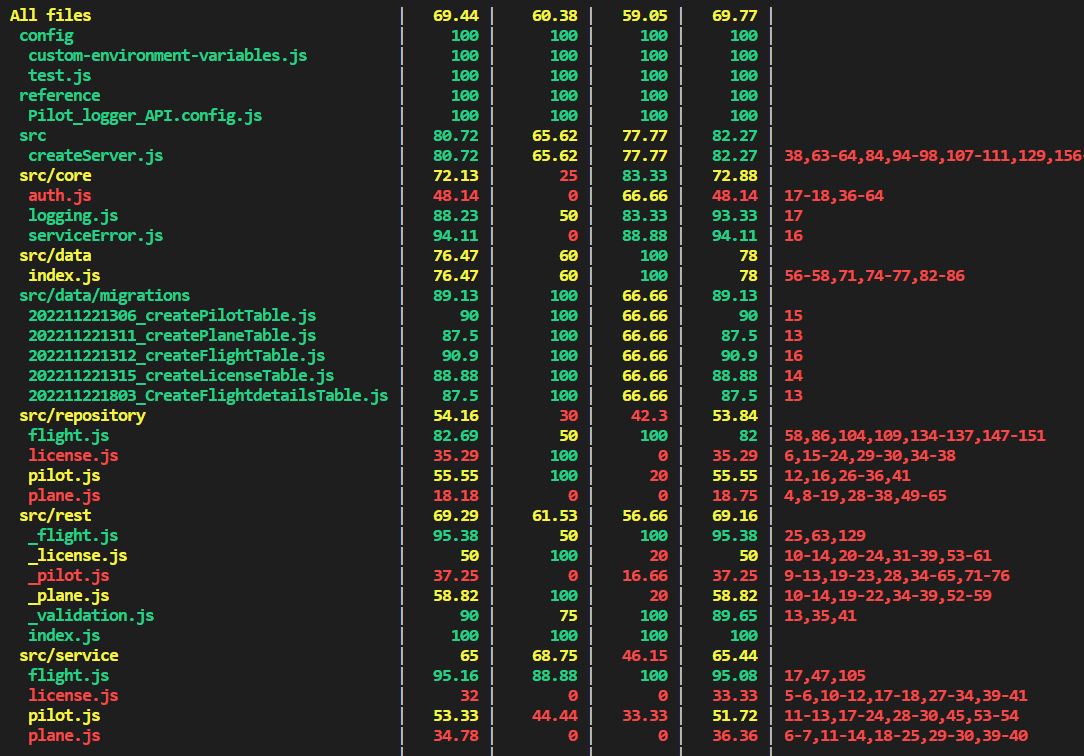 All files | 69.44 | 60.38 | 59.05 | 69.77 |
config | 100 | 100 | 100 | 100 |
custom-environment-variables.js | 100 | 100 | 100 | 100 |
test.js | 100 | 100 | 100 | 100 |
reference | 100 | 100 | 100 | 100 |
Pilot_logger_API.config.js | 100 | 100 | 100 | 100 |
src | 80.72 | 65.62 | 77.77 | 82.27 |
createServer.js | 80.72 | 65.62 | 77.77 | 82.27 | 38,63-64,84,94-98,107-111,129,156-
src/core | 72.13 | 25 | 83.33 | 72.88 |
auth.js | 48.14 | 0 | 66.66 | 48.14 | 17-18,36-64
logging.js | 88.23 | 50 | 83.33 | 93.33 | 17
serviceError.js | 94.11 | 0 | 88.88 | 94.11 | 16
src/data | 76.47 | 60 | 100 | 78 |
index.js | 76.47 | 60 | 100 | 78 | 56-58,71,74-77,82-86
src/data/migrations | 89.13 | 100 | 66.66 | 89.13 |
202211221306_createPilotTable.js | 90 | 100 | 66.66 | 90 | 15
202211221311_createPlaneTable.js | 87.5 | 100 | 66.66 | 87.5 | 13
202211221312_createFlightTable.js | 90.9 | 100 | 66.66 | 90.9 | 16
202211221315_createLicenseTable.js | 88.88 | 100 | 66.66 | 88.88 | 14
202211221803_CreateFlightdetailsTable.js | 87.5 | 100 | 66.66 | 87.5 | 13
src/repository | 54.16 | 30 | 42.3 | 53.84 |
flight.js | 82.69 | 50 | 100 | 82 | 58,86,104,109,134-137,147-151
license.js | 35.29 | 100 | 0 | 35.29 | 6,15-24,29-30,34-38
pilot.js | 55.55 | 100 | 20 | 55.55 | 12,16,26-36,41
plane.js | 18.18 | 0 | 0 | 18.75 | 4,8-19,28-38,49-65
src/rest | 69.29 | 61.53 | 56.66 | 69.16 |
_flight.js | 95.38 | 50 | 100 | 95.38 | 25,63,129
_license.js | 50 | 100 | 20 | 50 | 10-14,20-24,31-39,53-61
_pilot.js | 37.25 | 0 | 16.66 | 37.25 | 9-13,19-23,28,34-65,71-76
_plane.js | 58.82 | 100 | 20 | 58.82 | 10-14,19-22,34-39,52-59
_validation.js | 90 | 75 | 100 | 89.65 | 13,35,41
index.js | 100 | 100 | 100 | 100 |
src/service | 65 | 68.75 | 46.15 | 65.44 |
flight.js | 95.16 | 88.88 | 100 | 95.08 | 17,47,105
license.js | 32 | 0 | 0 | 33.33 | 5-6,10-12,17-18,27-34,39-41
pilot.js | 53.33 | 44.44 | 33.33 | 51.72 | 11-13,17-24,28-30,45,53-54
plane.js | 34.78 | 0 | 0 | 36.36 | 6-7,11-14,18-25,29-30,39-40